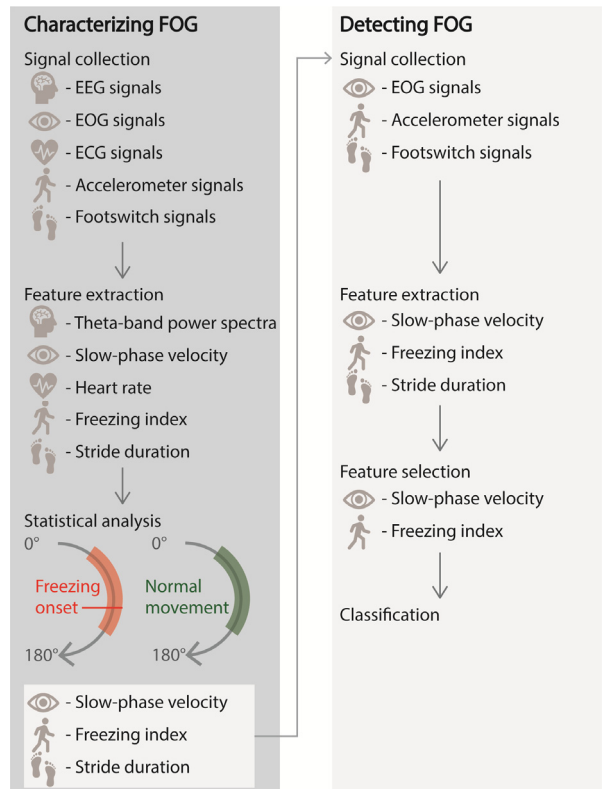 Characterizing FOG
Signal collection
- EEG signals
- EOG signals
- ECG signals
- Accelerometer signals
- Footswitch signals
Feature extraction
- Theta-band power spectra
- Slow-phase velocity
- Heart rate
- Freezing index
- Stride duration
Statistical analysis
0°
Freezing
onset
180°
0°
Normal
movement
180°
- Slow-phase velocity
- Freezing index
- Stride duration
Detecting FOG
Signal collection
- EOG signals
- Accelerometer signals
- Footswitch signals
Feature extraction
- Slow-phase velocity
- Freezing index
- Stride duration
Feature selection
- Slow-phase velocity
- Freezing index
Classification